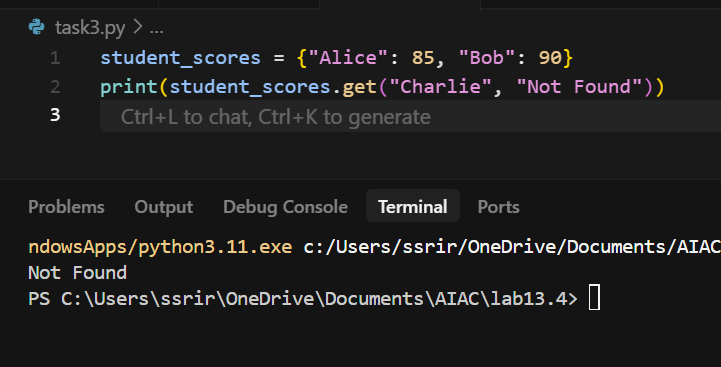 task3.py > ...
1 student_scores = {"Alice": 85, "Bob": 90}
2 print(student_scores.get("Charlie", "Not Found"))
3 Ctrl+L to chat, Ctrl+K to generate
Problems Output Debug Console Terminal Ports
ndowsApps/python3.11.exe c:/Users/ssrir/OneDrive/Documents/AIAC
Not Found
PS C:\Users\ssrir\OneDrive\Documents\AIAC\lab13.4>